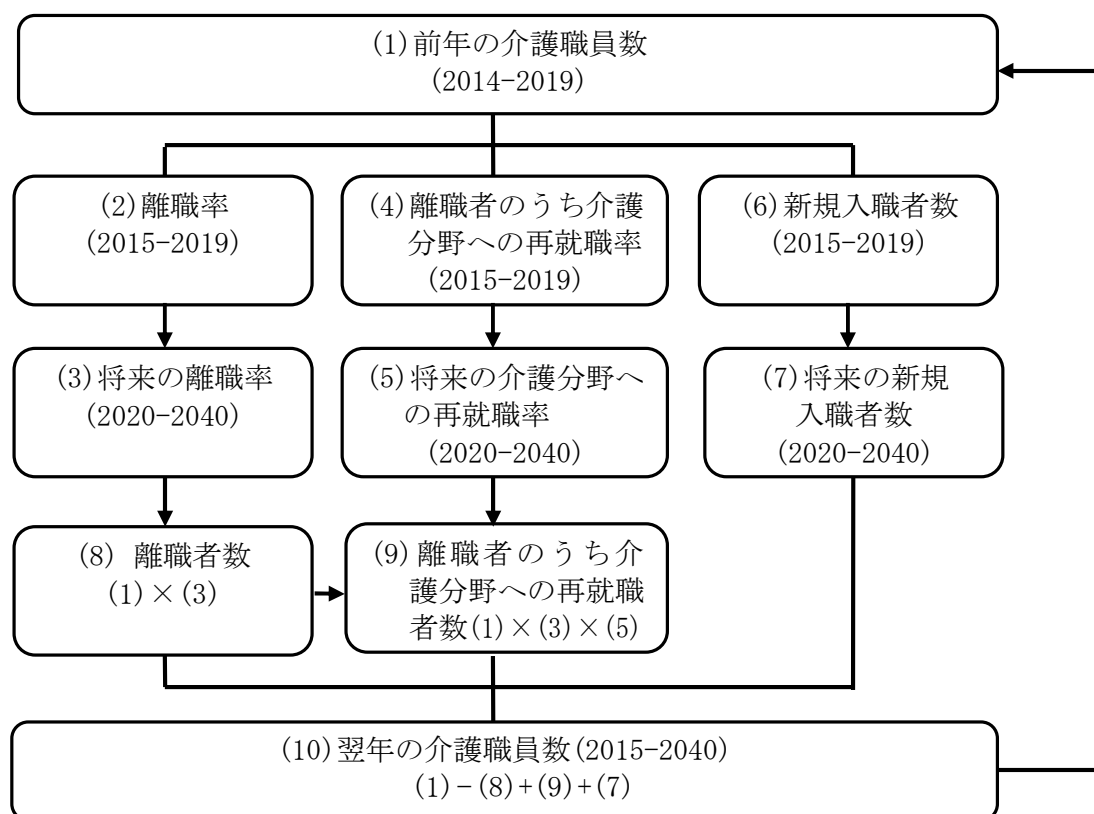 (1)前年の介護職員数
(2014-2019)
(2)離職率
(2015-2019)
(4)離職者のうち介護
分野への再就職率
(2015-2019)
(6)新規入職者数
(2015-2019)
(3)将来の離職率
(2020-2040)
(5)将来の介護分野へ
の再就職率
(2020-2040)
(7)将来の新規
入職者数
(2020-2040)
(8) 離職者数
(1)×(3)
(9)離職者のうち介
護分野への再就職
者数(1)×(3)×(5)
(10)翌年の介護職員数(2015-2040)
(1)-(8)+(9)+(7)